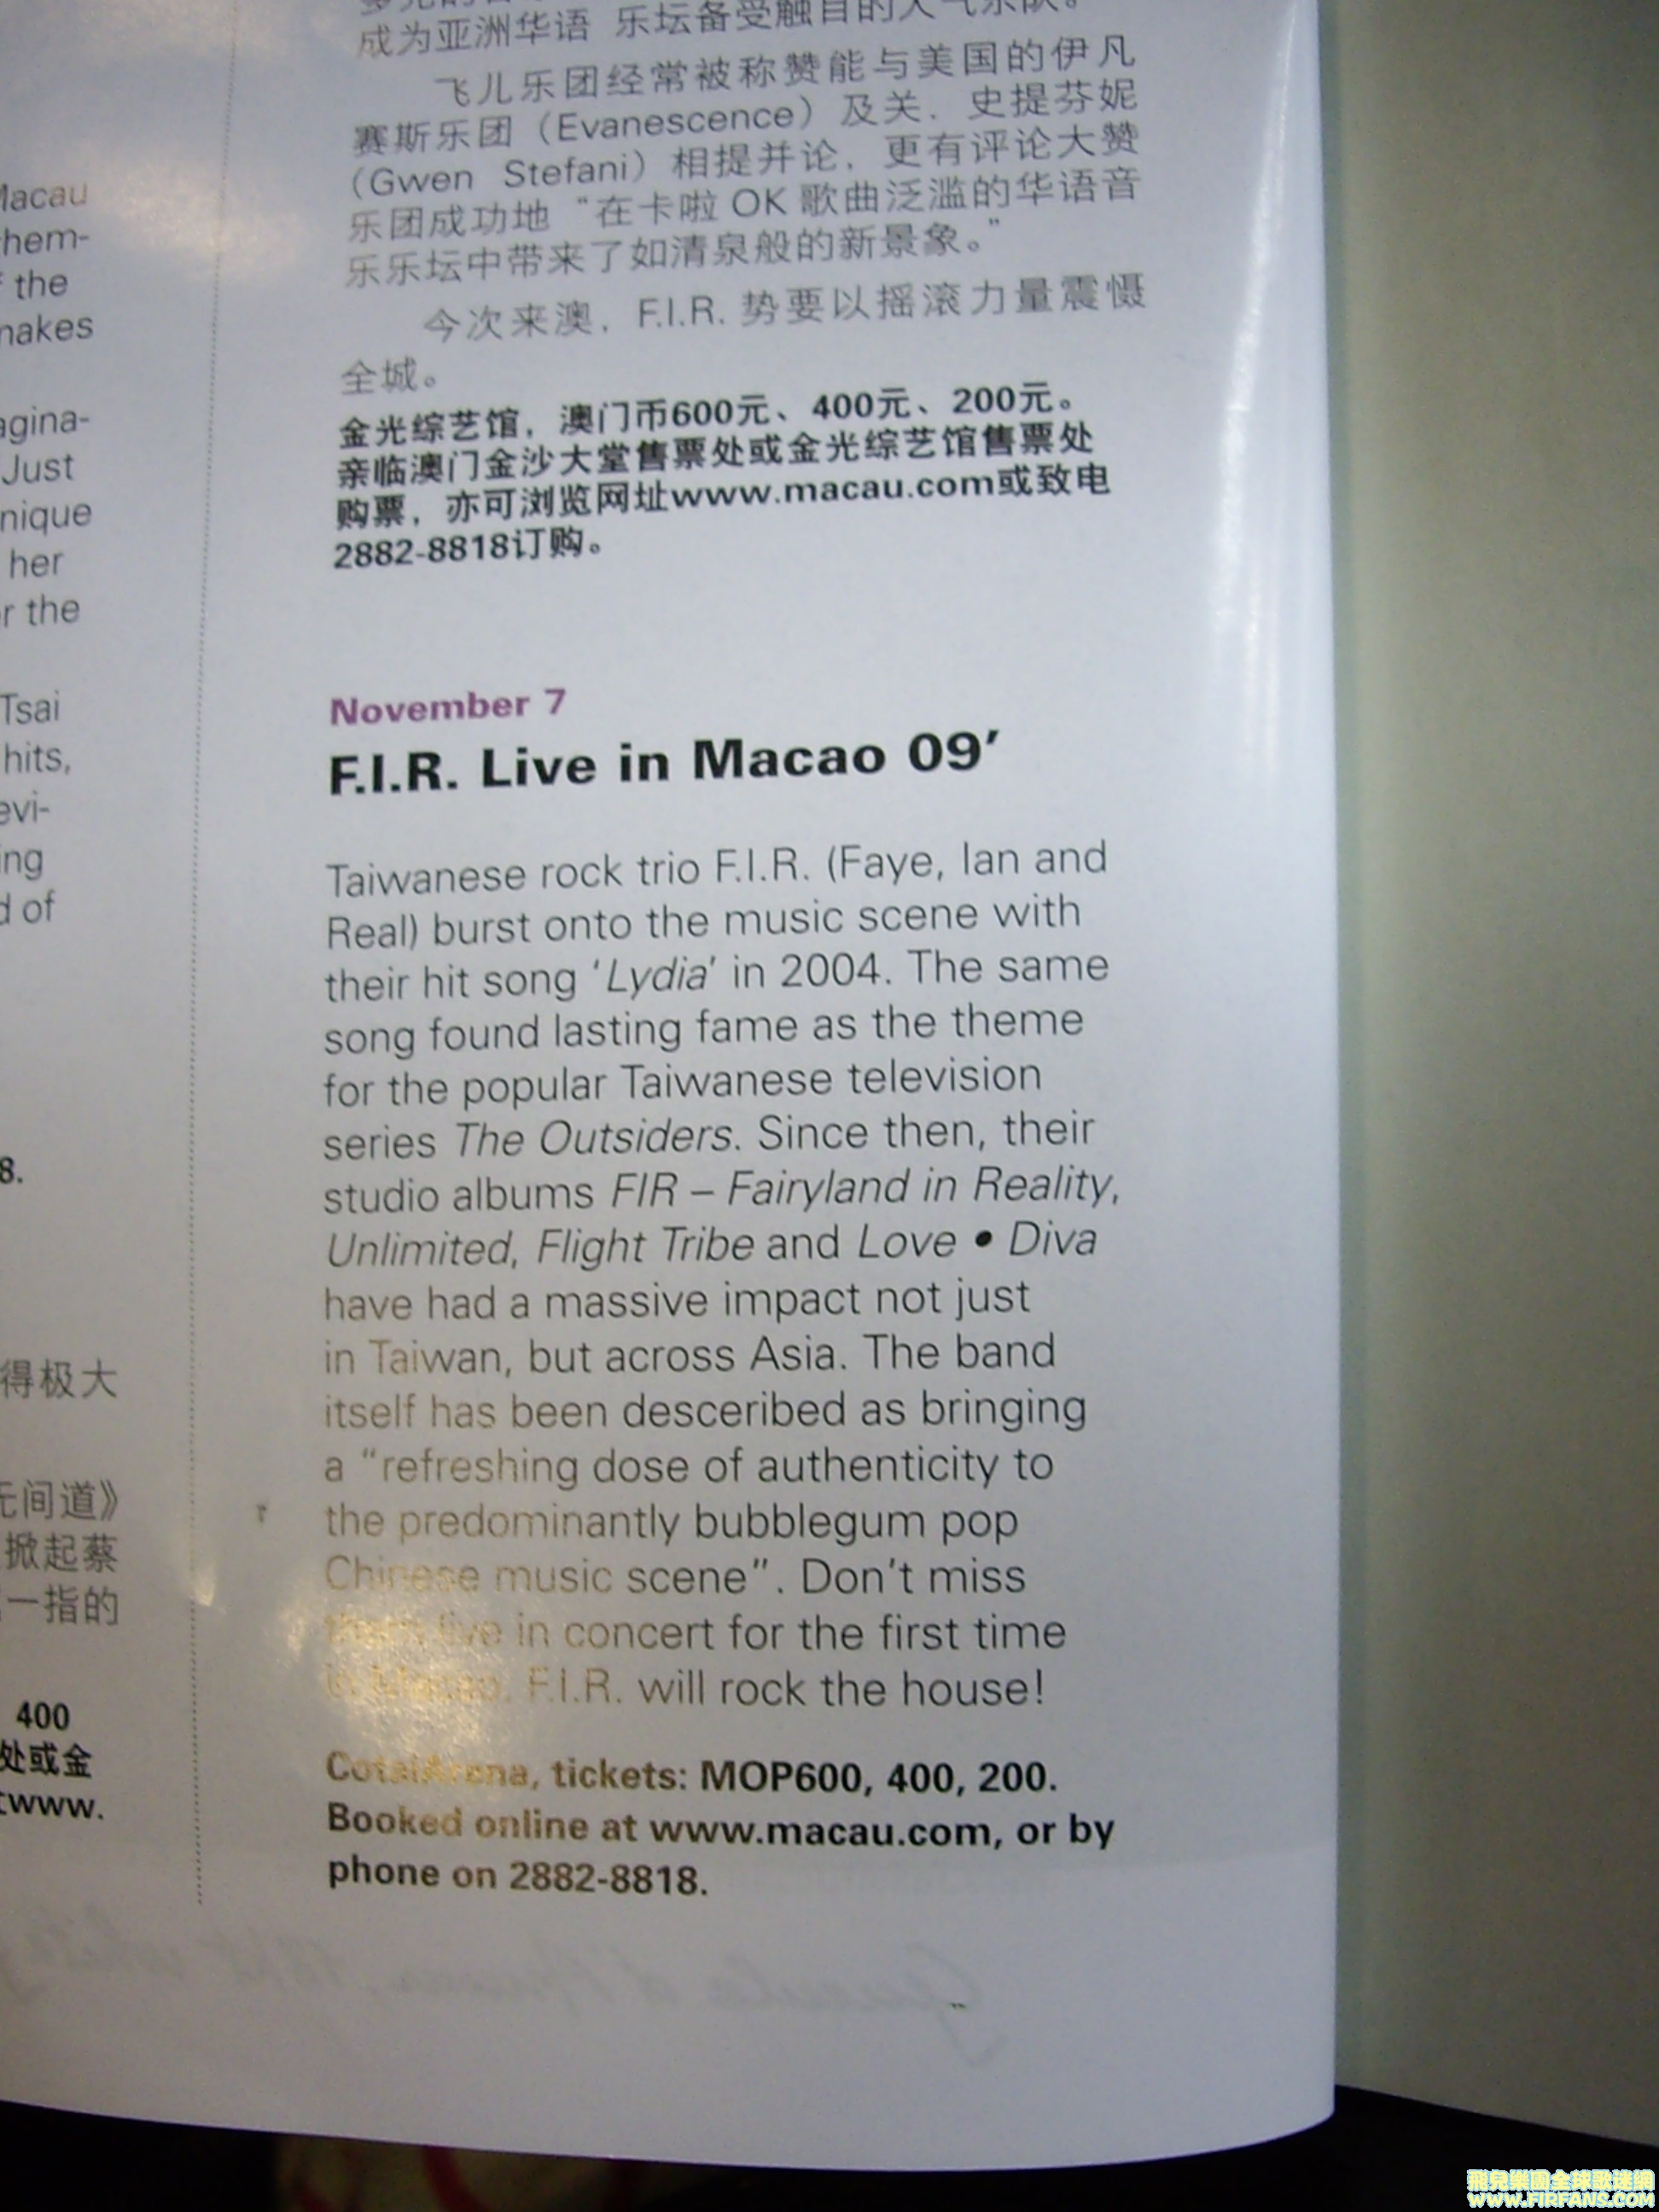 成为亚洲华语 乐坛备受触目的人气乐队。
飞儿乐团经常被称赞能与美国的伊凡
赛斯乐团（Evanescence）及关．史提芬妮
（Gwen Stefani）相提并论，更有评论大赞
乐团成功地“在卡啦 OK 歌曲泛滥的华语音
乐乐坛中带来了如清泉般的新景象。”
今次来澳，F.I.R. 势要以摇滚力量震慑
全城。
金光综艺馆，澳门币600元、400元、200元。
亲临澳门金沙大堂售票处或金光综艺馆售票处
购票，亦可浏览网址www.macau.com或致电
2882-8818订购。
November 7
F.I.R. Live in Macao 09’
Taiwanese rock trio F.I.R. (Faye, Ian and
Real) burst onto the music scene with
their hit song ‘Lydia’ in 2004. The same
song found lasting fame as the theme
for the popular Taiwanese television
series The Outsiders. Since then, their
studio albums FIR – Fairyland in Reality,
Unlimited, Flight Tribe and Love • Diva
have had a massive impact not just
in Taiwan, but across Asia. The band
itself has been desceribed as bringing
a “refreshing dose of authenticity to
the predominantly bubblegum pop
Chinese music scene”. Don’t miss
them live in concert for the first time
in Macao. F.I.R. will rock the house!
CotaiArena, tickets: MOP600, 400, 200.
Booked online at www.macau.com, or by
phone on 2882-8818.
Macau
them-
the
makes
agina-
Just
nique
her
r the
Tsai
hits,
evi-
ing
d of
8.
得极大
无间道》
掀起蔡
一指的
400
处或金
www.
飛兒樂團全球歌迷網
WWW.FIRFANS.COM